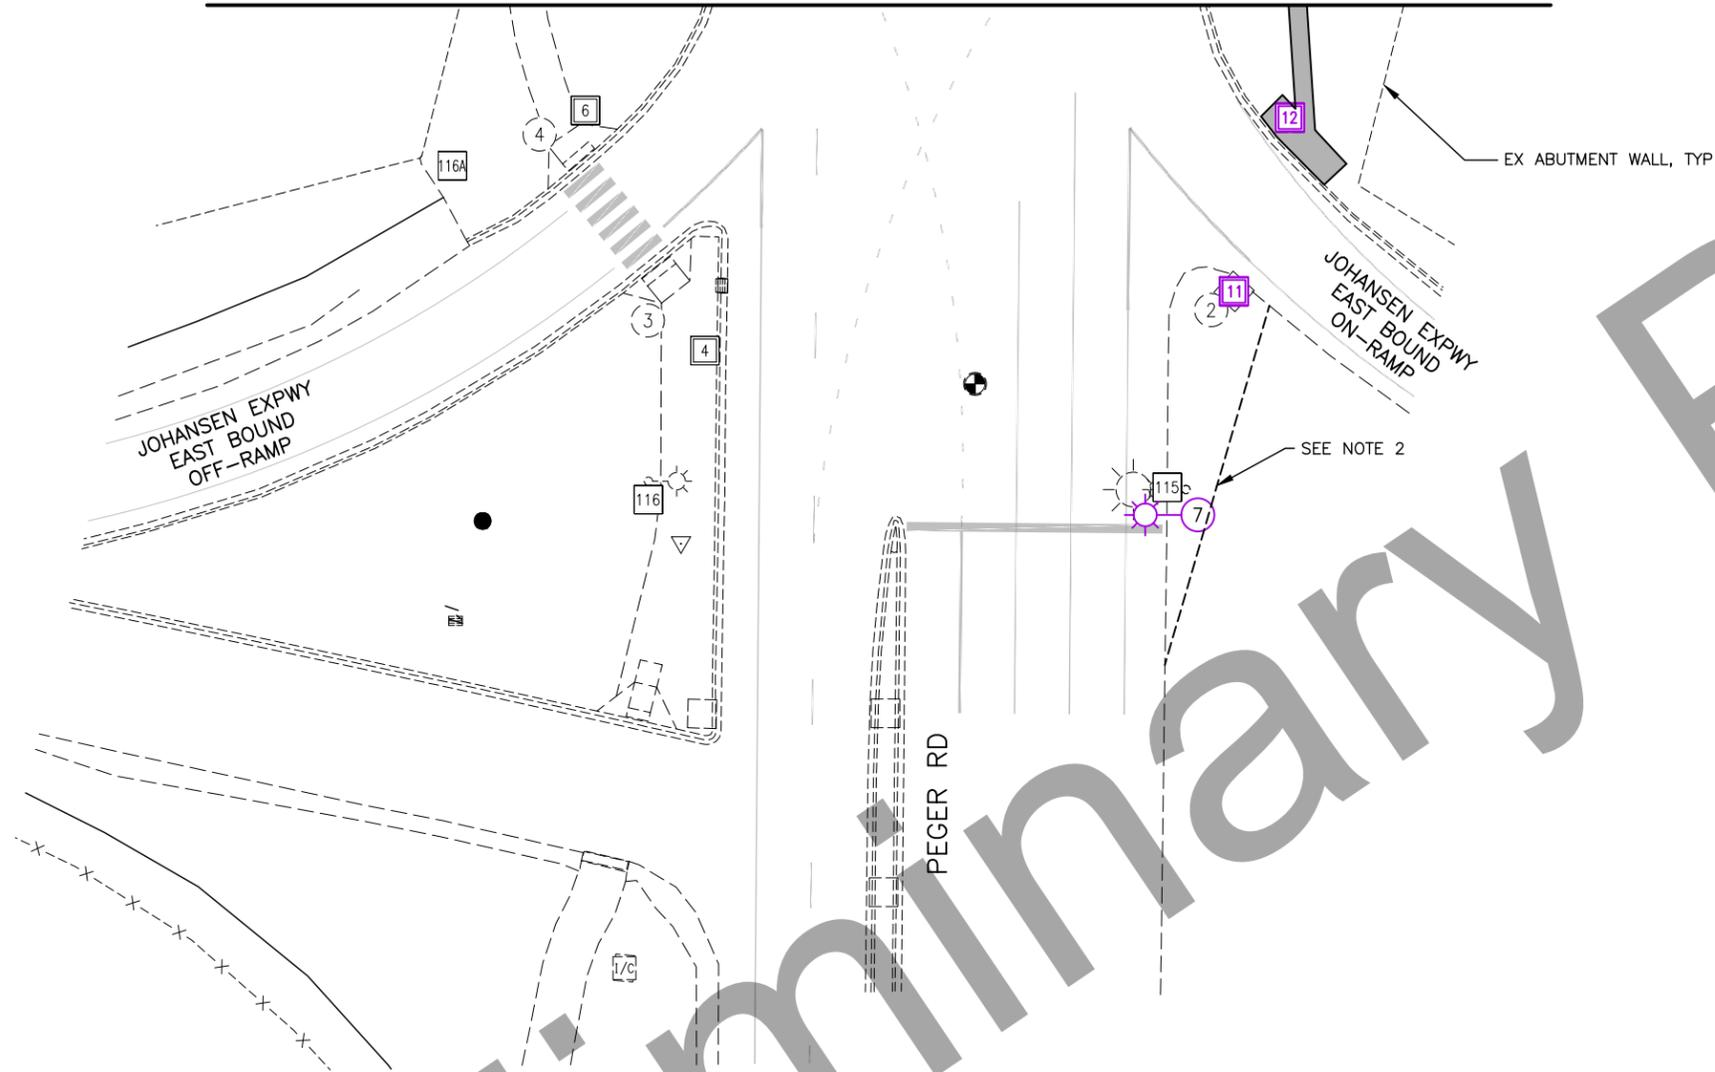 6
4
116A
12
EX ABUTMENT WALL, TYP
JOHANSEN EXPWY
EAST BOUND
ON-RAMP
11
2
3
4
JOHANSEN EXPWY
EAST BOUND
OFF-RAMP
SEE NOTE 2
116
115
7
PEGER RD
I/C
iminary P